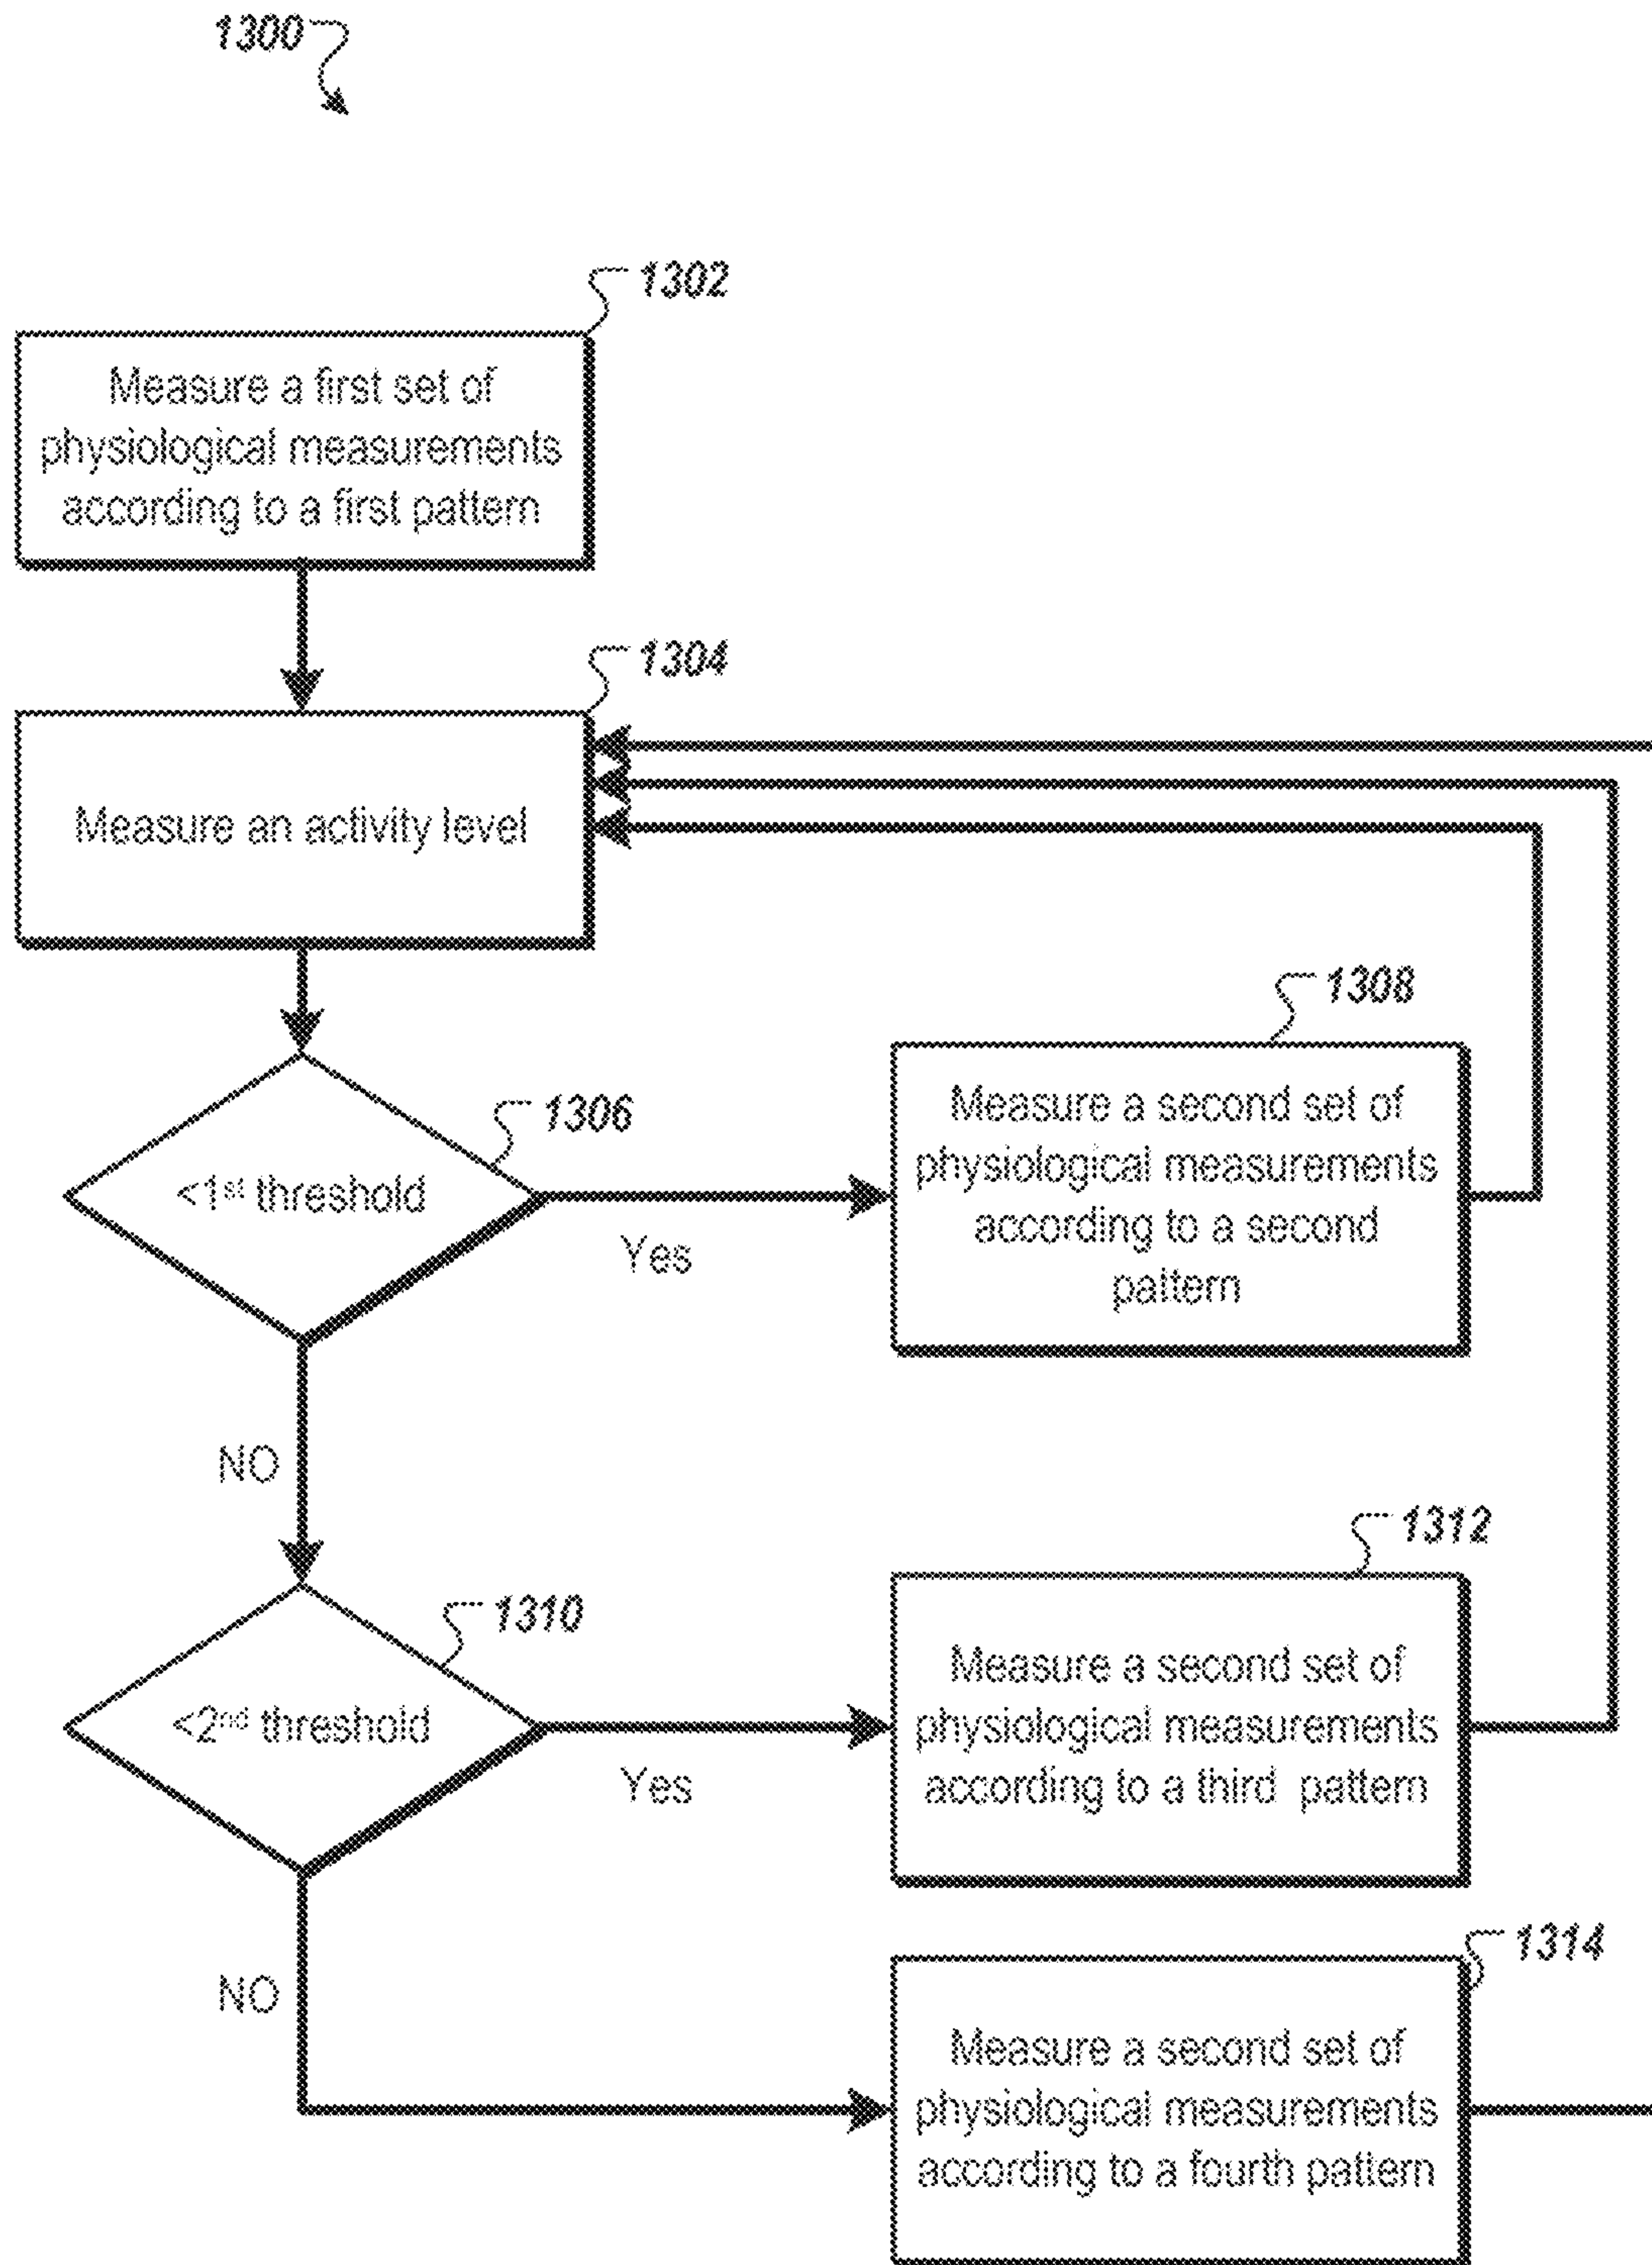 1300
1302
Measure a first set of
physiological measurements
according to a first pattern
1304
Measure an activity level
1306
<1st threshold
Yes
1308
Measure a second set of
physiological measurements
according to a second
pattern
NO
1310
<2nd threshold
Yes
1312
Measure a second set of
physiological measurements
according to a third pattern
NO
1314
Measure a second set of
physiological measurements
according to a fourth pattern